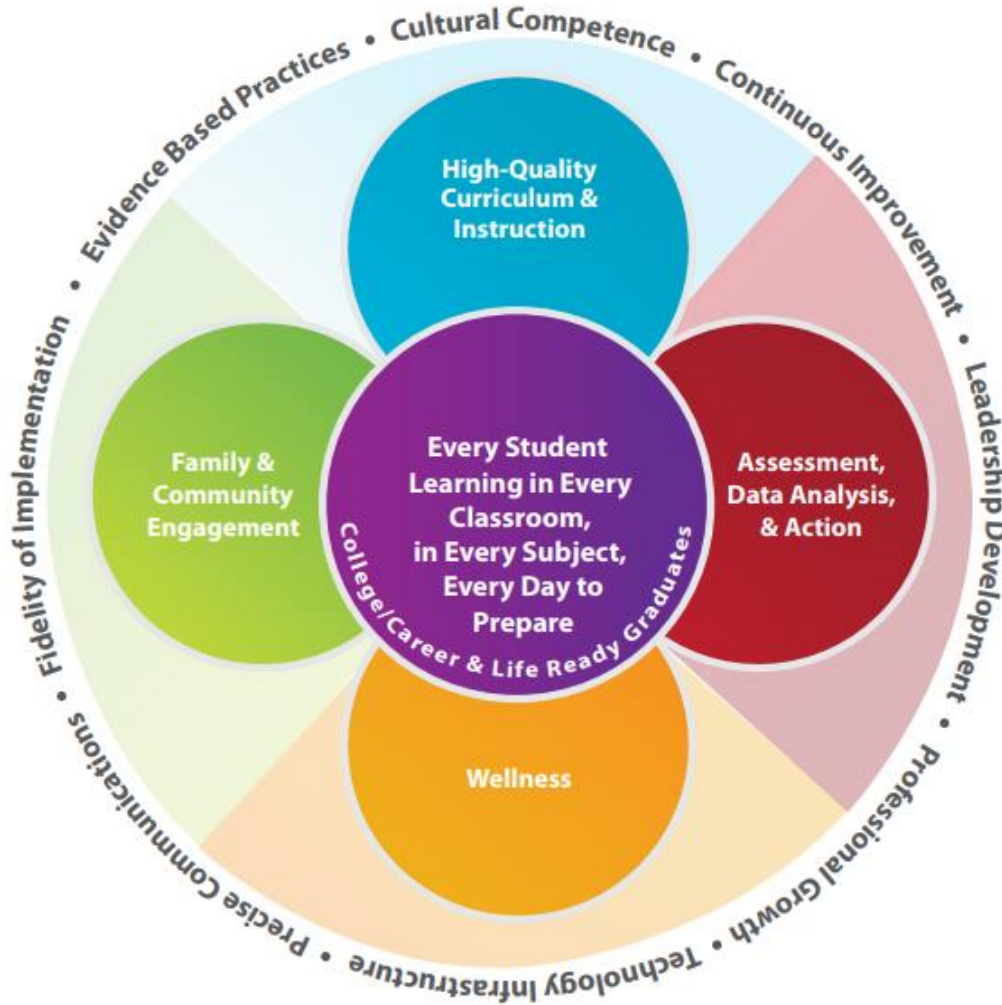 Evidence Based Practices • Cultural Competence • Continuous Improvement • Leadership Development • Professional Growth • Technology Infrastructure • Precise Communications • Fidelity of Implementation •
High-Quality
Curriculum &
Instruction
Family &
Community
Engagement
Every Student
Learning in Every
Classroom,
in Every Subject,
Every Day to
Prepare
College/Career & Life Ready Graduates
Assessment,
Data Analysis,
& Action
Wellness